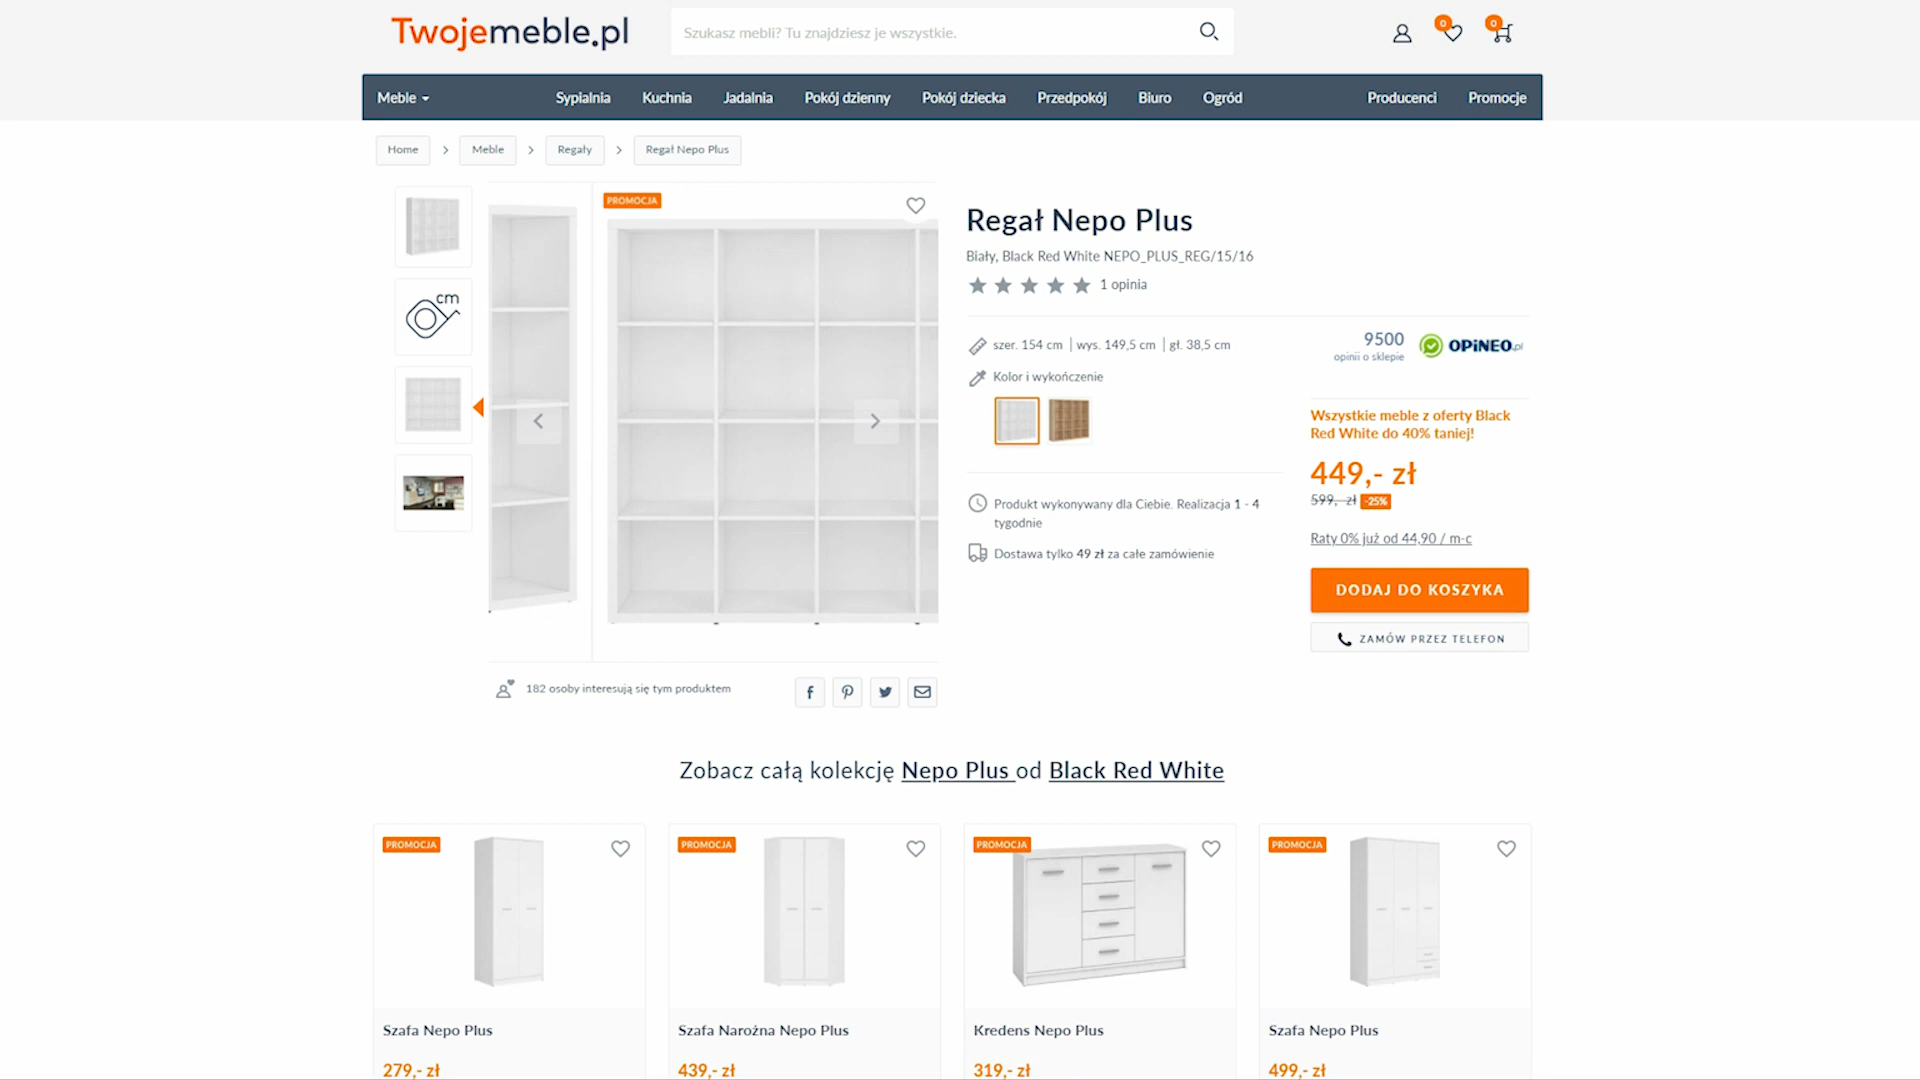 Twojemeble.pl
Szukasz mebli? Tu znajdziesz je wszystkie.
0
0
Meble
Sypialnia
Kuchnia
Jadalnia
Pokój dzienny
Pokój dziecka
Przedpokój
Biuro
Ogród
Producenci
Promocje
Home
Meble
Regały
Regał Nepo Plus
cm
PROMOCJA
Regał Nepo Plus
Biały, Black Red White NEPO_PLUS_REG/15/16
1 opinia
szer. 154 cm | wys. 149,5 cm | gł. 38,5 cm
Kolor i wykończenie
Produkt wykonywany dla Ciebie. Realizacja 1 - 4
tygodnie
Dostawa tylko 49 zł za całe zamówienie
9500
opinii o sklepie
OPiNEO.pl
Wszystkie meble z oferty Black
Red White do 40% taniej!
449,- zł
599,- zł -25%
Raty 0% już od 44,90 / m-c
DODAJ DO KOSZYKA
ZAMÓW PRZEZ TELEFON
182 osoby interesują się tym produktem
Zobacz całą kolekcję Nepo Plus od Black Red White
PROMOCJA
Szafa Nepo Plus
279,- zł
PROMOCJA
Szafa Narożna Nepo Plus
439,- zł
PROMOCJA
Kredens Nepo Plus
319,- zł
PROMOCJA
Szafa Nepo Plus
499,- zł